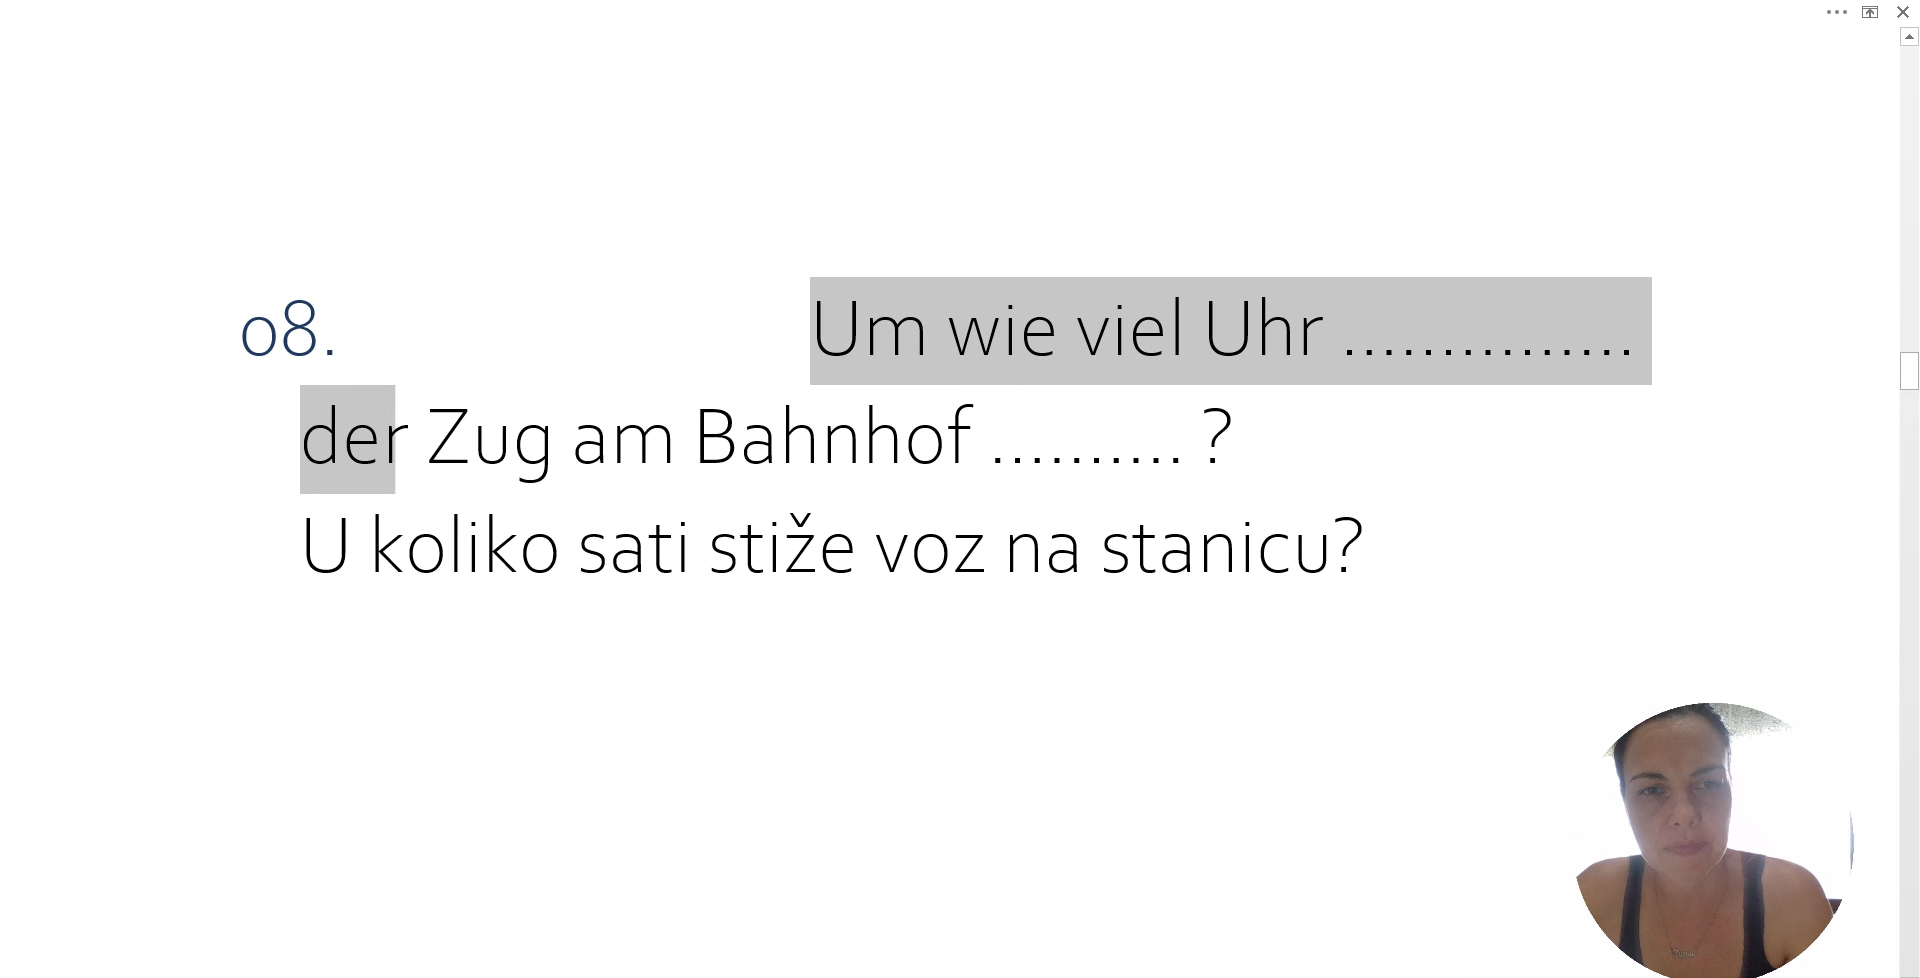 08. Um wie viel Uhr ...............
der Zug am Bahnhof .......... ?
U koliko sati stiže voz na stanicu?